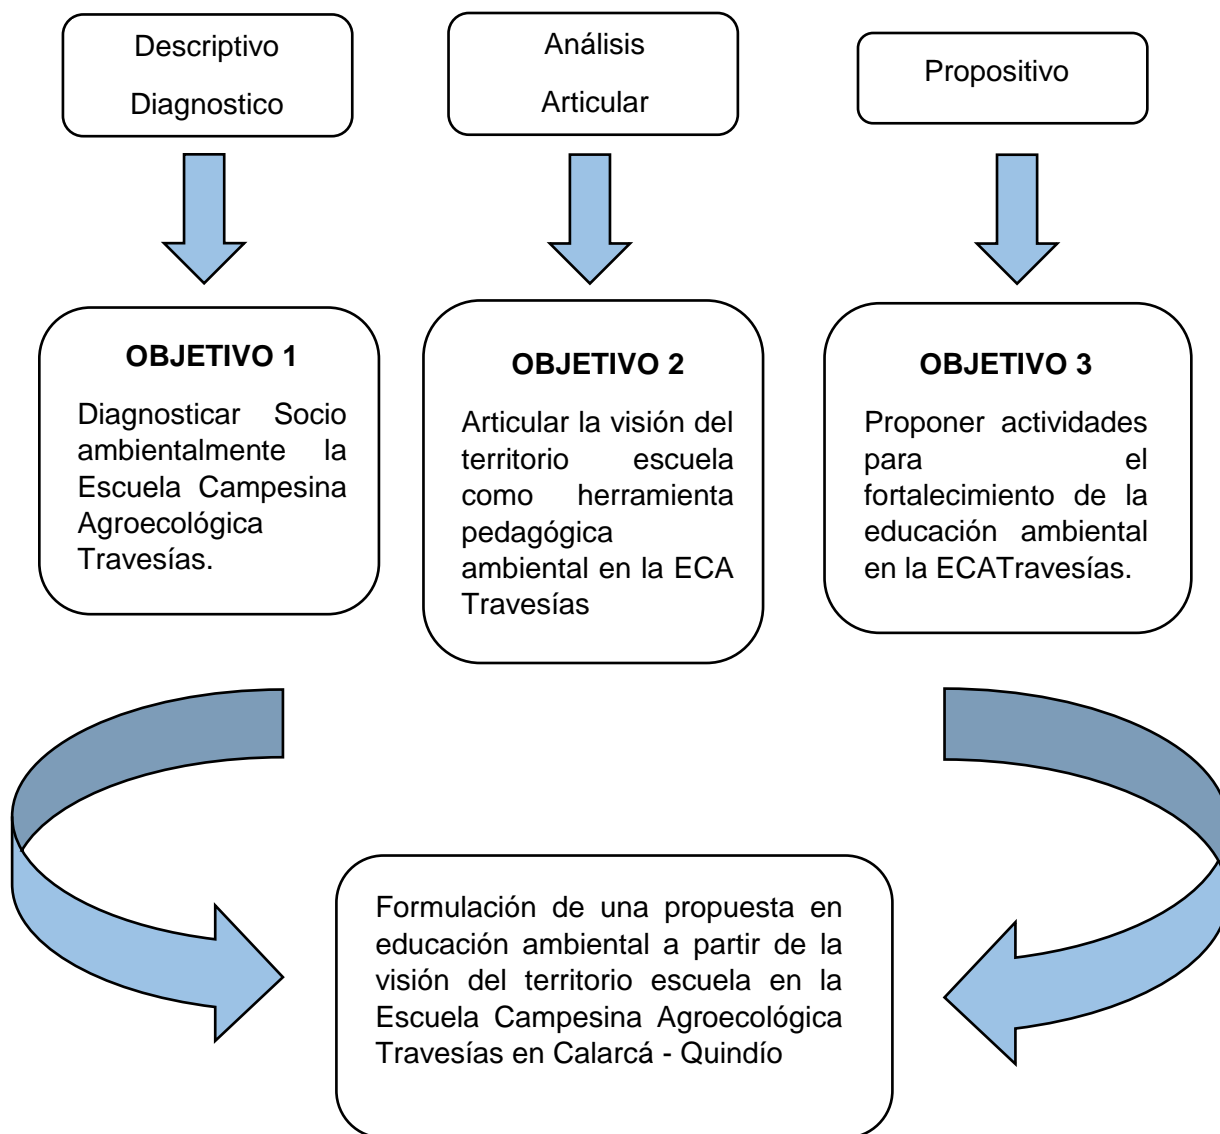 Descriptivo
Diagnostico
Análisis
Articular
Propositivo
OBJETIVO 1
Diagnosticar Socio
ambientalmente la
Escuela Campesina
Agroecológica
Travesías.
OBJETIVO 2
Articular la visión del
territorio escuela
como herramienta
pedagógica
ambiental en la ECA
Travesías
OBJETIVO 3
Proponer actividades
para el
fortalecimiento de la
educación ambiental
en la ECATravesías.
Formulación de una propuesta en
educación ambiental a partir de la
visión del territorio escuela en la
Escuela Campesina Agroecológica
Travesías en Calarcá - Quindío